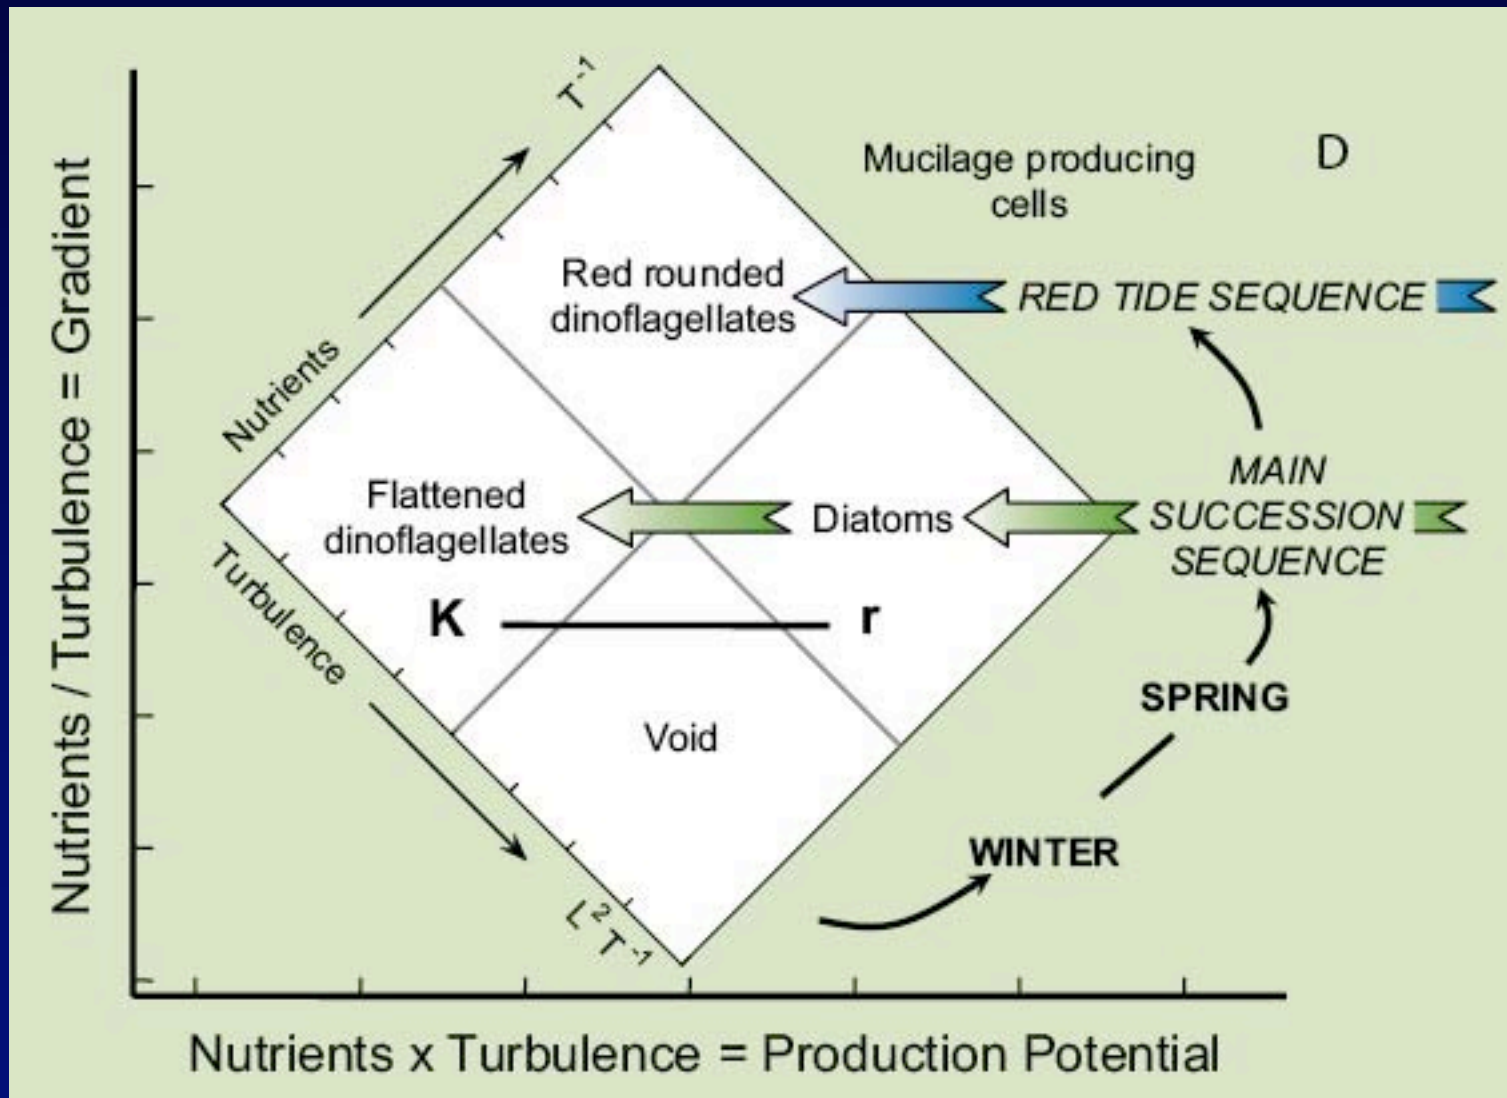 T⁻¹
Mucilage producing
cells
D
Red rounded
dinoflagellates
RED TIDE SEQUENCE
Nutrients / Turbulence = Gradient
Nutrients
Flattened
dinoflagellates
Diatoms
MAIN
SUCCESSION
SEQUENCE
Turbulence
K
r
SPRING
Void
WINTER
L² T⁻¹
Nutrients x Turbulence = Production Potential